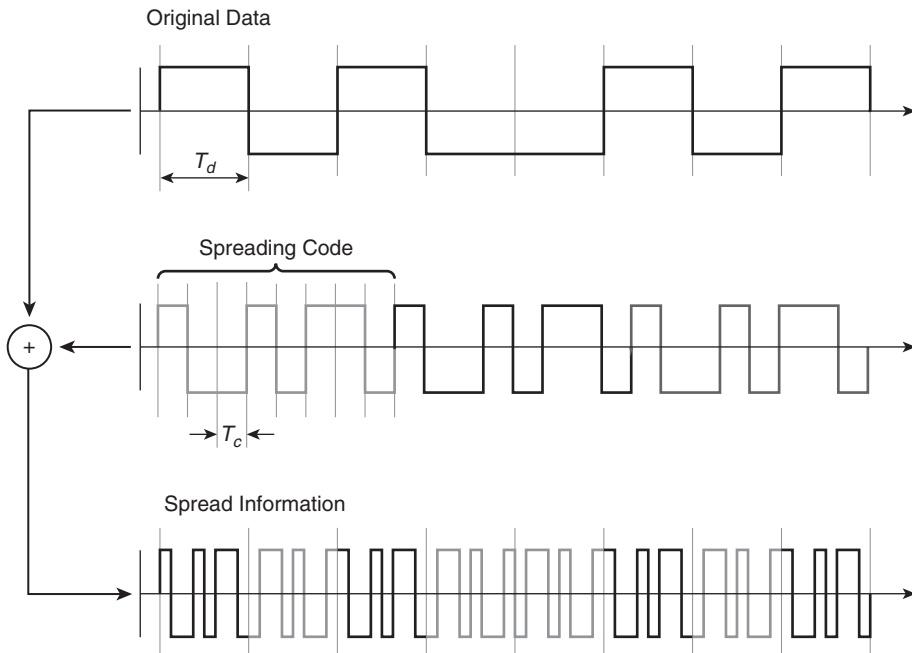 Original Data
T_d
Spreading Code
+
T_c
Spread Information